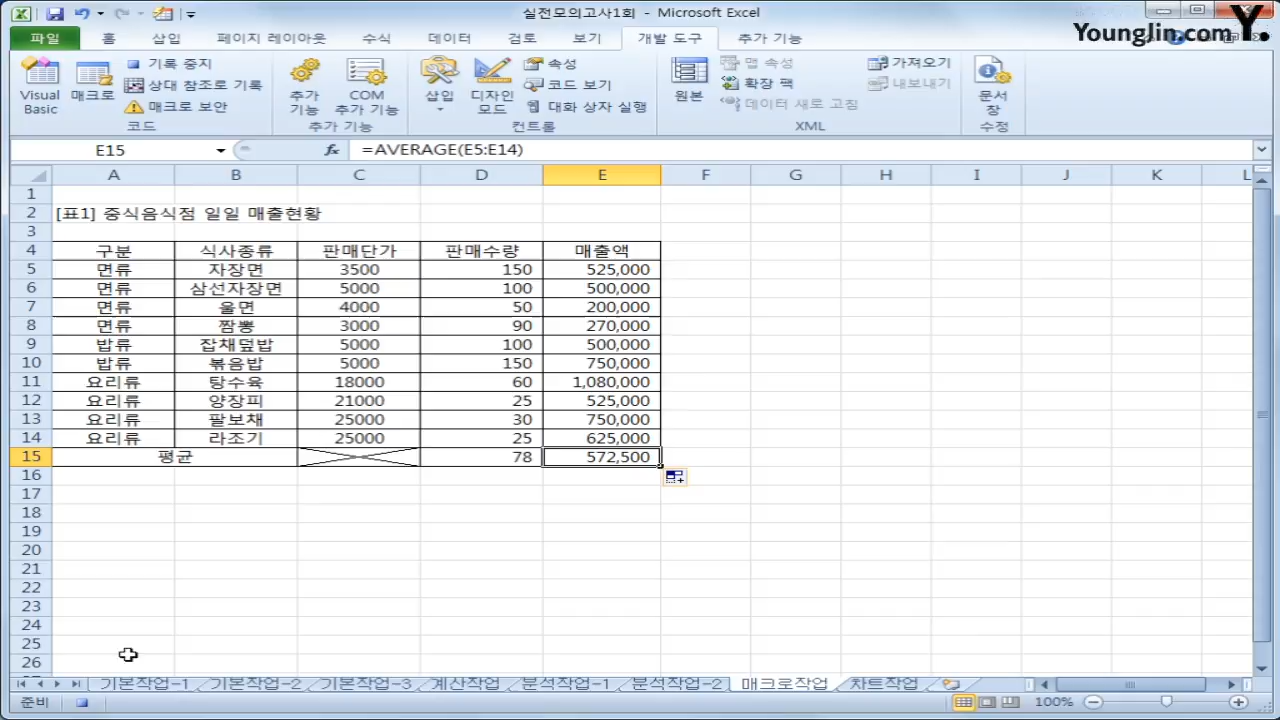 실전모의고사1회 - Microsoft Excel
Younglin.com Y.
파일 홈 삽입 페이지 레이아웃 수식 데이터 검토 보기 개발 도구 추가 기능
Visual Basic
매크로
기록 중지
상대 참조로 기록
매크로 보안
코드
추가 기능
COM 추가 기능
추가 기능
삽입
디자인 모드
속성
코드 보기
대화 상자 실행
컨트롤
원본
맵 속성
확장 팩
데이터 새로 고침
가져오기
내보내기
XML
문서 창
수정
E15 fx =AVERAGE(E5:E14)
A B C D E F G H I J K L
1
2 [표1] 중식음식점 일일 매출현황
3
4 구분 식사종류 판매단가 판매수량 매출액
5 면류 자장면 3500 150 525,000
6 면류 삼선자장면 5000 100 500,000
7 면류 울면 4000 50 200,000
8 면류 짬뽕 3000 90 270,000
9 밥류 잡채덮밥 5000 100 500,000
10 밥류 볶음밥 5000 150 750,000
11 요리류 탕수육 18000 60 1,080,000
12 요리류 양장피 21000 25 525,000
13 요리류 팔보채 25000 30 750,000
14 요리류 라조기 25000 25 625,000
15 평균 78 572,500
16
17
18
19
20
21
22
23
24
25
26
기본작업-1 기본작업-2 기본작업-3 계산작업 분석작업-1 분석작업-2 매크로작업 차트작업
준비 100%